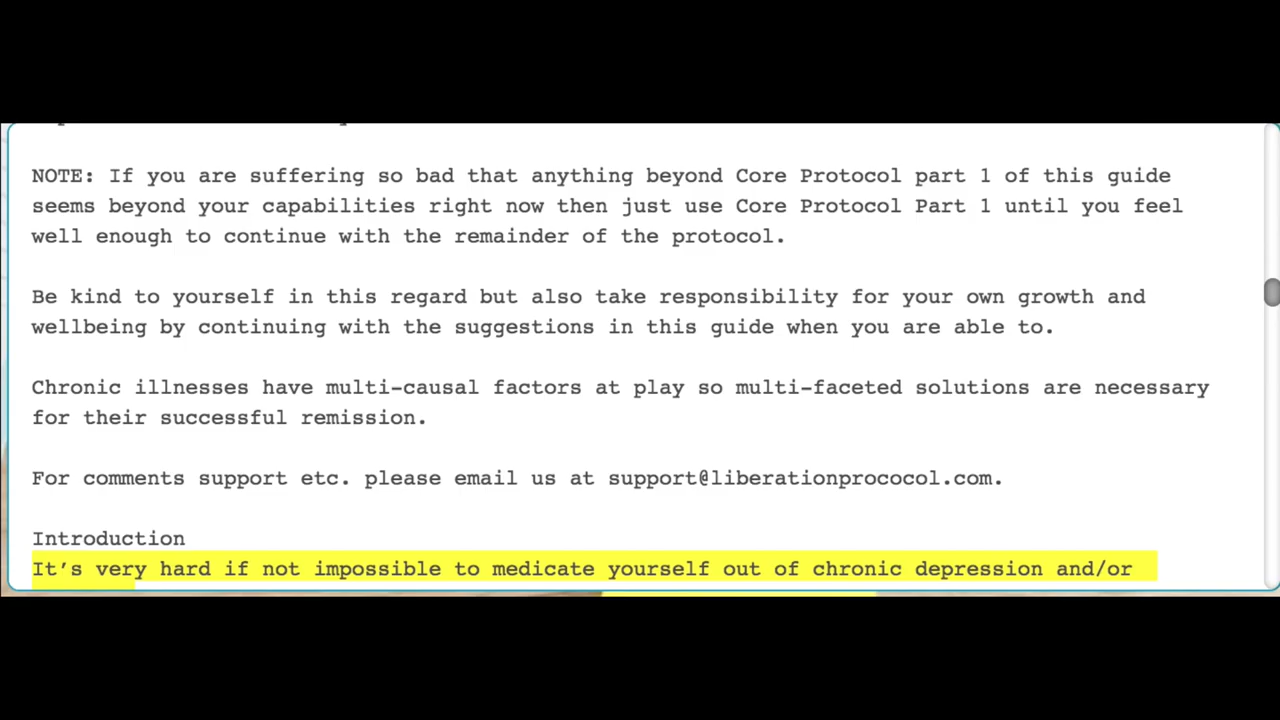 NOTE: If you are suffering so bad that anything beyond Core Protocol part 1 of this guide
seems beyond your capabilities right now then just use Core Protocol Part 1 until you feel
well enough to continue with the remainder of the protocol.
Be kind to yourself in this regard but also take responsibility for your own growth and
wellbeing by continuing with the suggestions in this guide when you are able to.
Chronic illnesses have multi-causal factors at play so multi-faceted solutions are necessary
for their successful remission.
For comments support etc. please email us at support@liberationprococol.com.
Introduction
It’s very hard if not impossible to medicate yourself out of chronic depression and/or